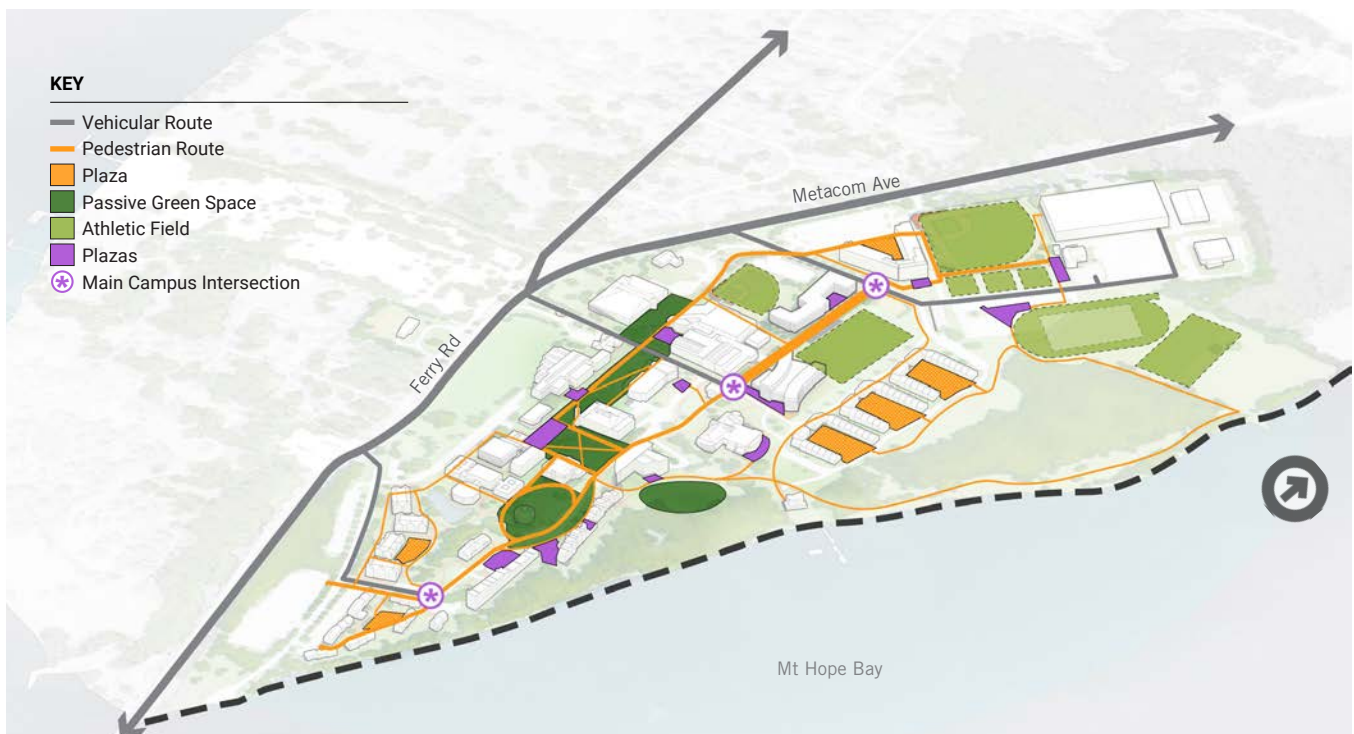 KEY
Vehicular Route
Pedestrian Route
Plaza
Passive Green Space
Athletic Field
Plazas
Main Campus Intersection
Metacom Ave
Ferry Rd
Mt Hope Bay